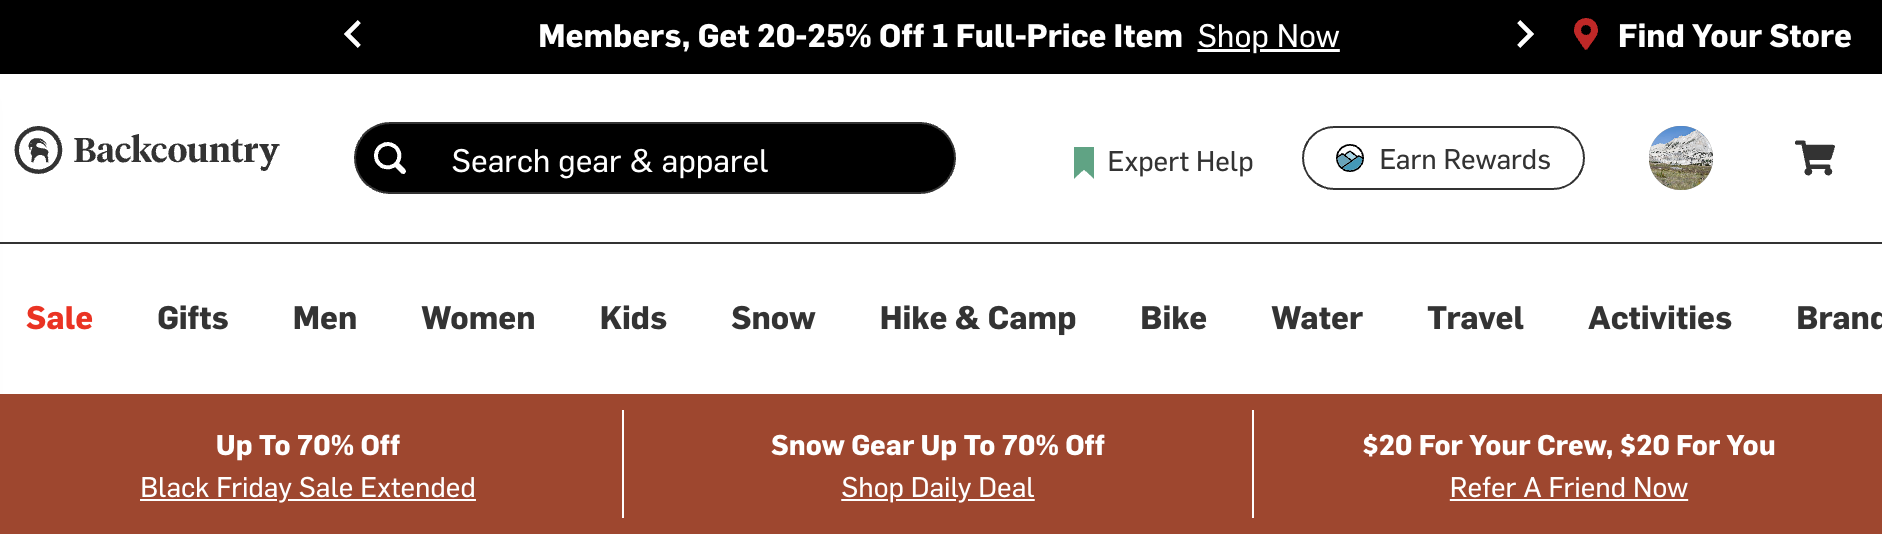 Members, Get 20-25% Off 1 Full-Price Item Shop Now
Find Your Store
Backcountry
Search gear & apparel
Expert Help
Earn Rewards
Sale Gifts Men Women Kids Snow Hike & Camp Bike Water Travel Activities Brand
Up To 70% Off
Black Friday Sale Extended
Snow Gear Up To 70% Off
Shop Daily Deal
$20 For Your Crew, $20 For You
Refer A Friend Now